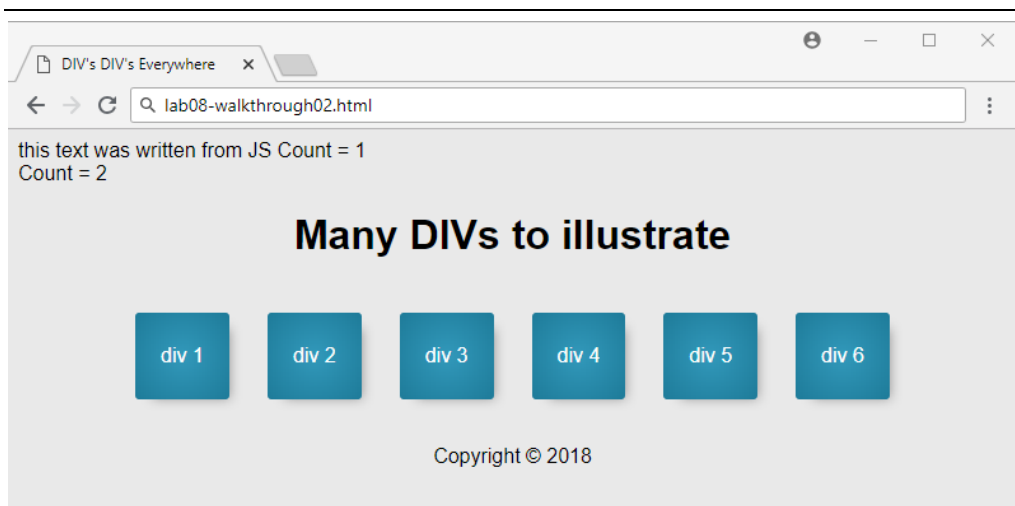 DIV's DIV's Everywhere
lab08-walkthrough02.html
this text was written from JS Count = 1
Count = 2
Many DIVs to illustrate
div 1 div 2 div 3 div 4 div 5 div 6
Copyright © 2018